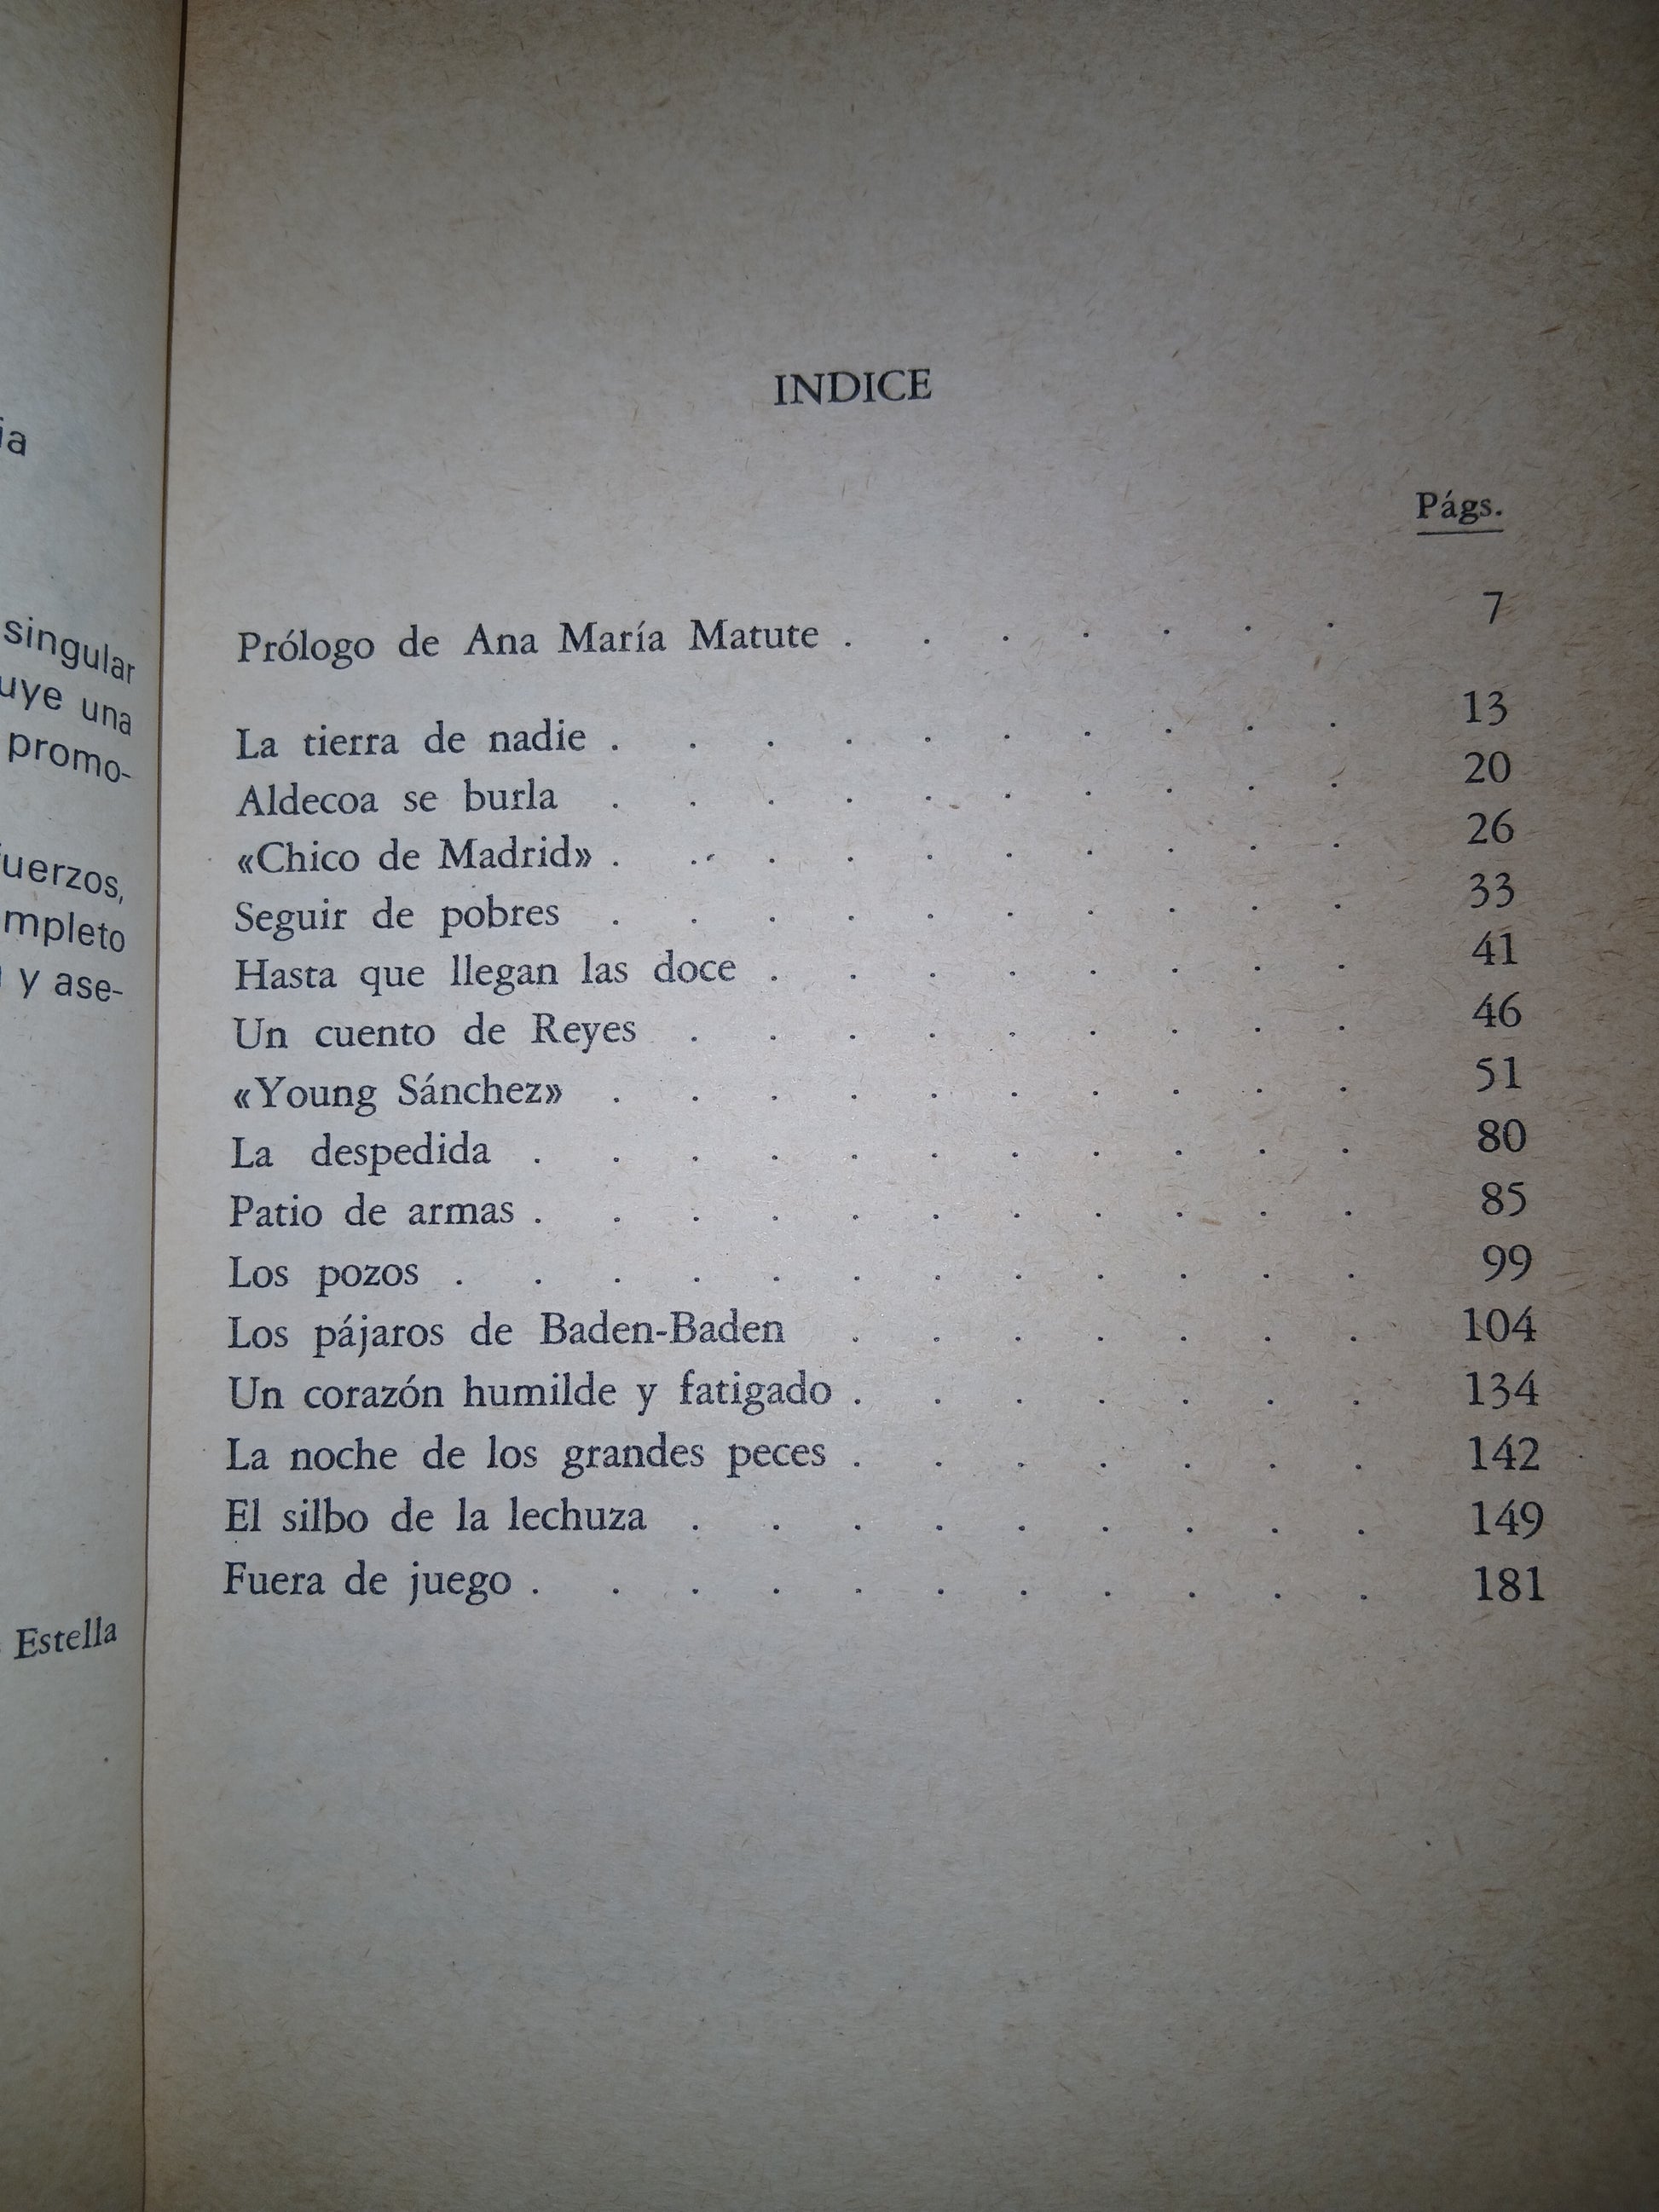 ia
singular
uye una
promo-
uerzos,
mpleto
y ase-
Estella
INDICE
Págs.
Prólogo de Ana María Matute . . . . . . . 7
La tierra de nadie . . . . . . . . . . 13
Aldecoa se burla . . . . . . . . . . 20
«Chico de Madrid» . . . . . . . . . . 26
Seguir de pobres . . . . . . . . . . 33
Hasta que llegan las doce . . . . . . . . 41
Un cuento de Reyes . . . . . . . . . 46
«Young Sánchez» . . . . . . . . . . 51
La despedida . . . . . . . . . . . 80
Patio de armas . . . . . . . . . . . 85
Los pozos . . . . . . . . . . . . 99
Los pájaros de Baden-Baden . . . . . . . 104
Un corazón humilde y fatigado . . . . . . . 134
La noche de los grandes peces . . . . . . . 142
El silbo de la lechuza . . . . . . . . . 149
Fuera de juego . . . . . . . . . . . 181